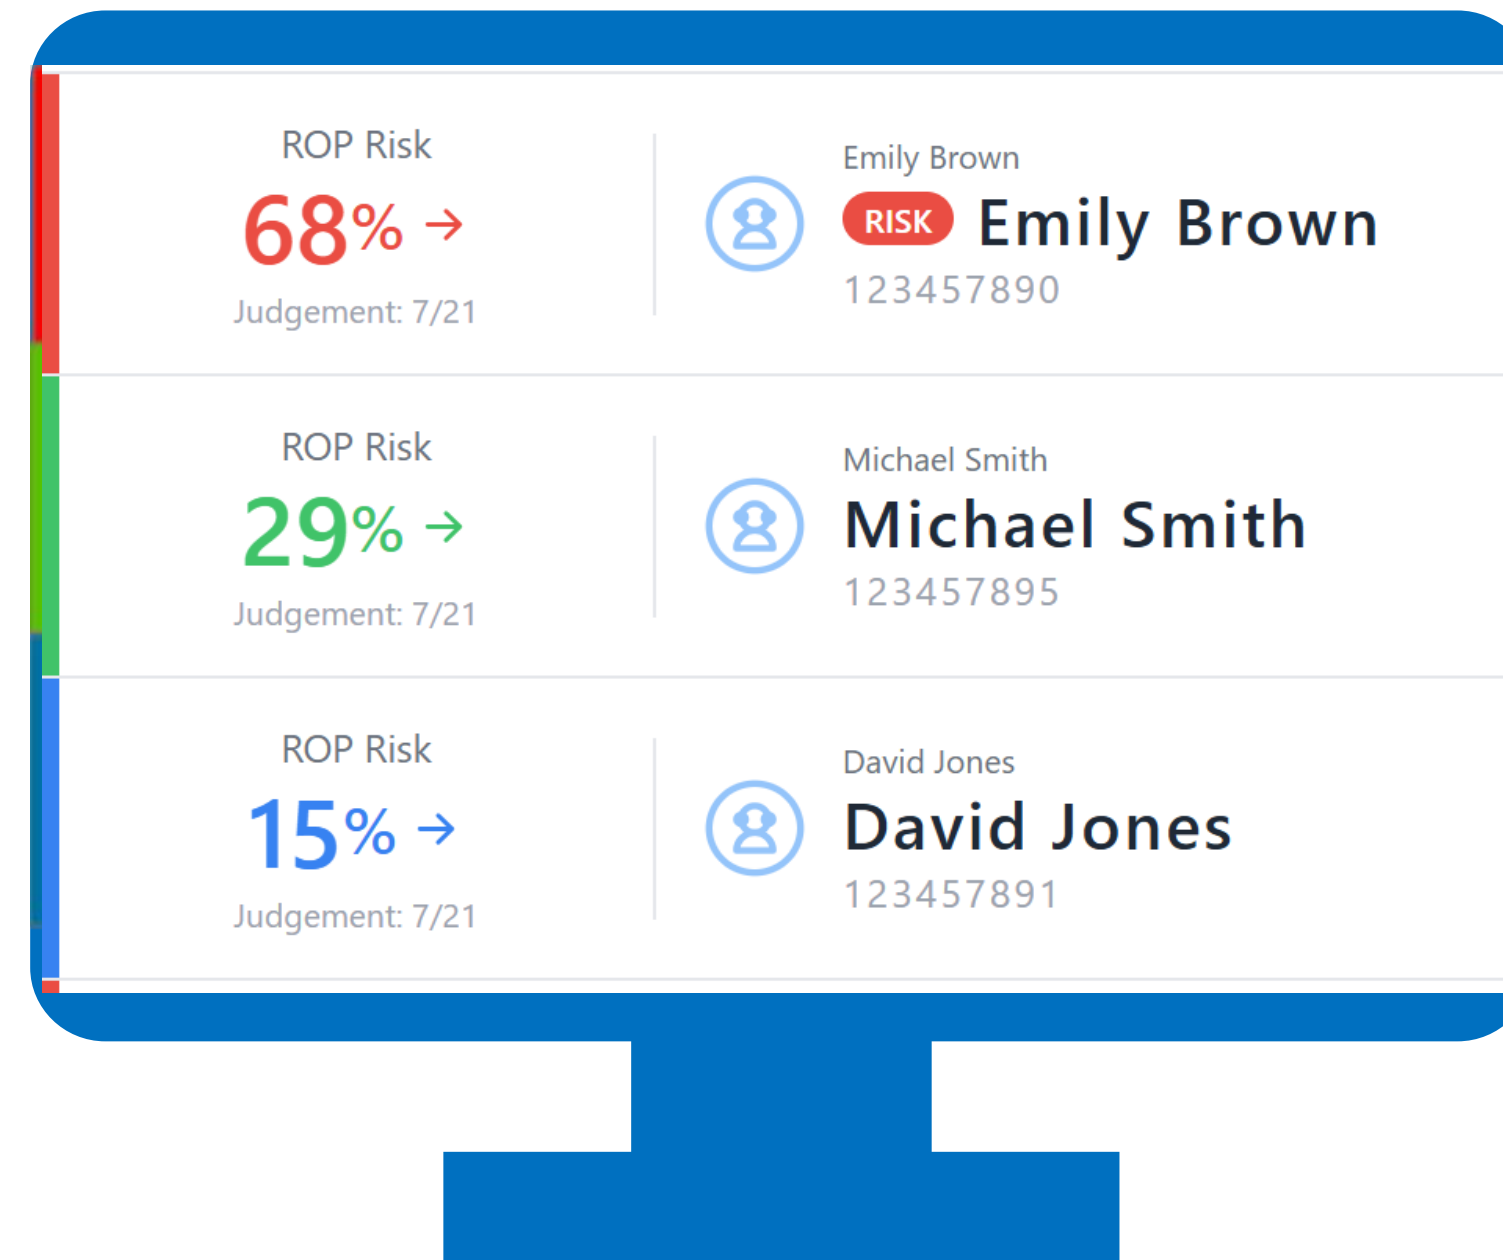 ROP Risk
68% →
Judgement: 7/21
Emily Brown
RISK Emily Brown
123457890
ROP Risk
29% →
Judgement: 7/21
Michael Smith
Michael Smith
123457895
ROP Risk
15% →
Judgement: 7/21
David Jones
David Jones
123457891